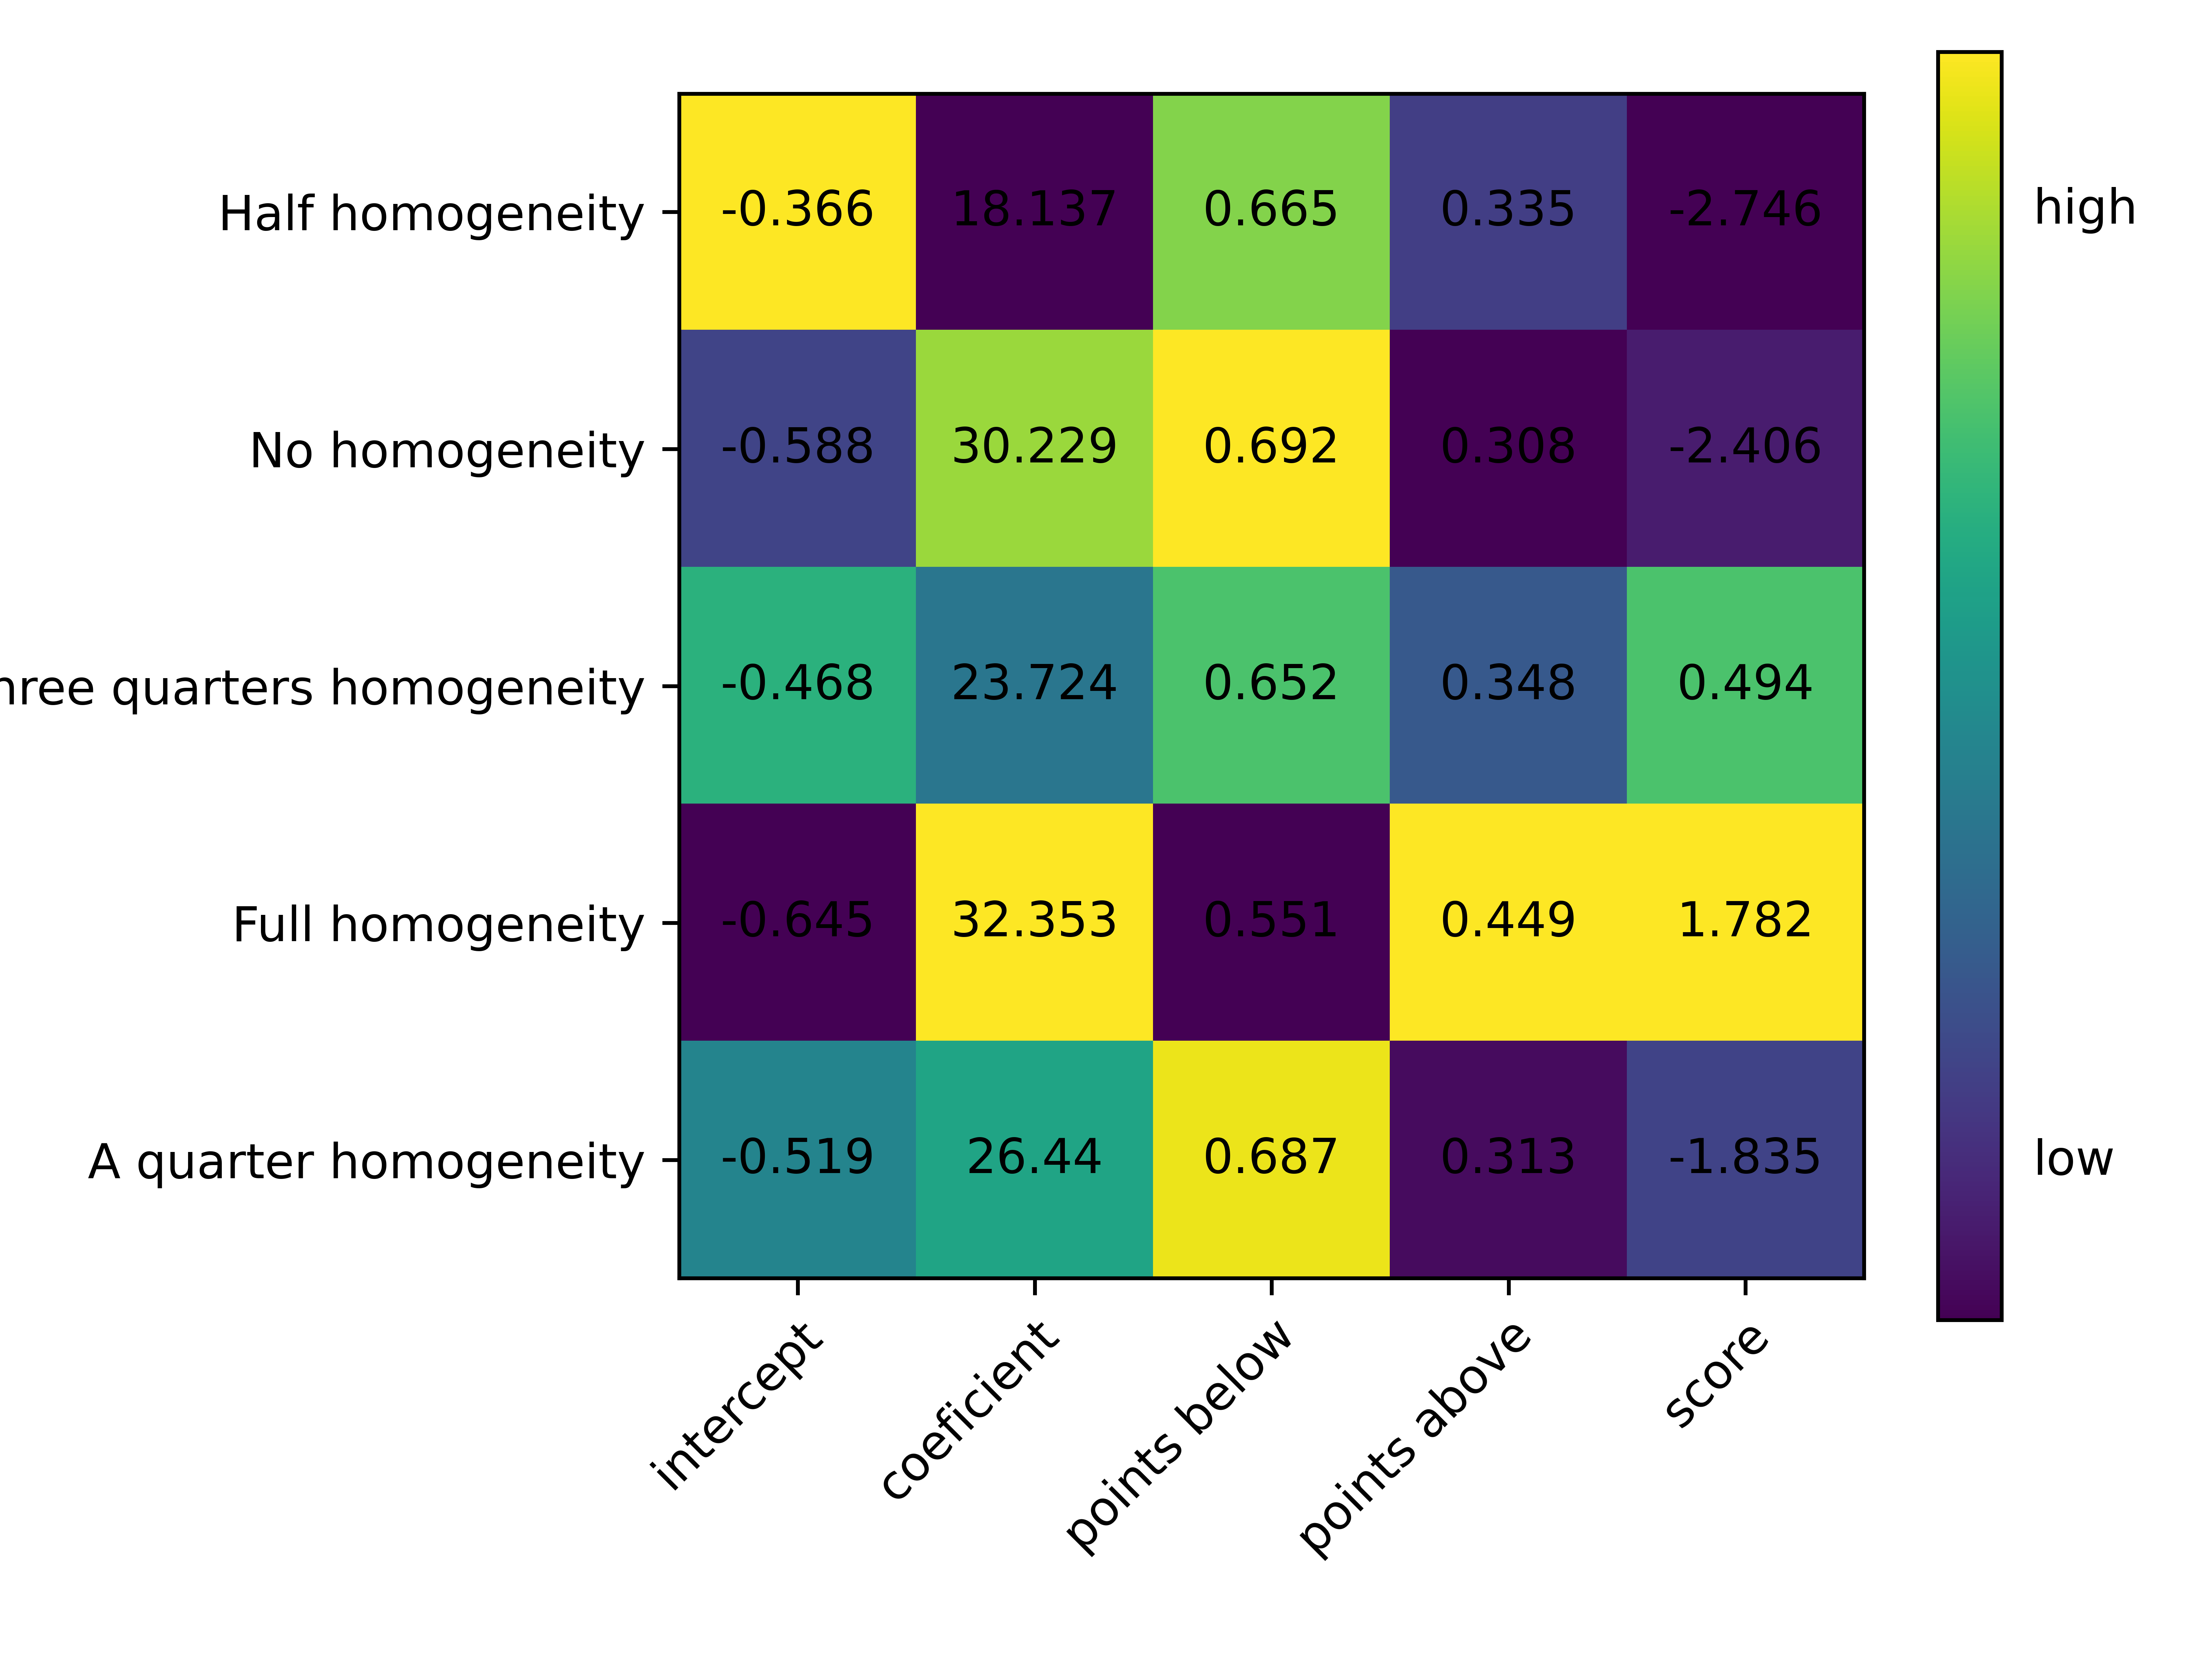 Half homogeneity -0.366 18.137 0.665 0.335 -2.746
high
No homogeneity -0.588 30.229 0.692 0.308 -2.406
quarters homogeneity -0.468 23.724 0.652 0.348 0.494
Full homogeneity -0.645 32.353 0.551 0.449 1.782
A quarter homogeneity -0.519 26.44 0.687 0.313 -1.835
low
intercept
coeficient
points below
points above
score